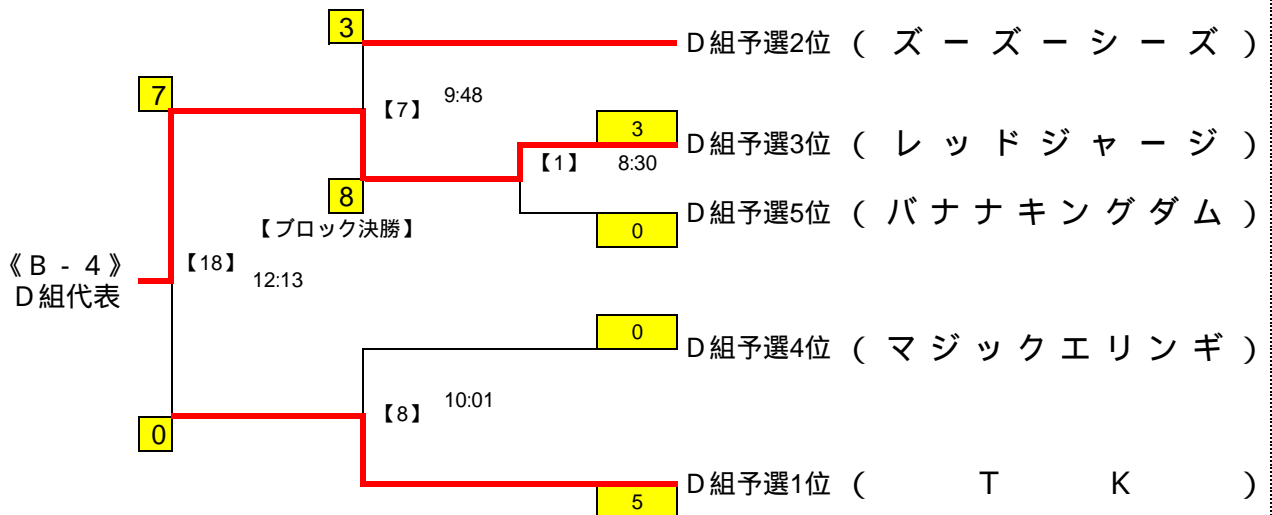 3
D組予選2位 ( ズーズーシーズ )
7
【7】 9:48
3
D組予選3位 ( レッドジャージ )
【1】 8:30
8
【ブロック決勝】
0
D組予選5位 ( バナナキングダム )
《B-4》
D組代表
【18】 12:13
0
D組予選4位 ( マジックエリンギ )
【8】 10:01
0
D組予選1位 ( TK )
5